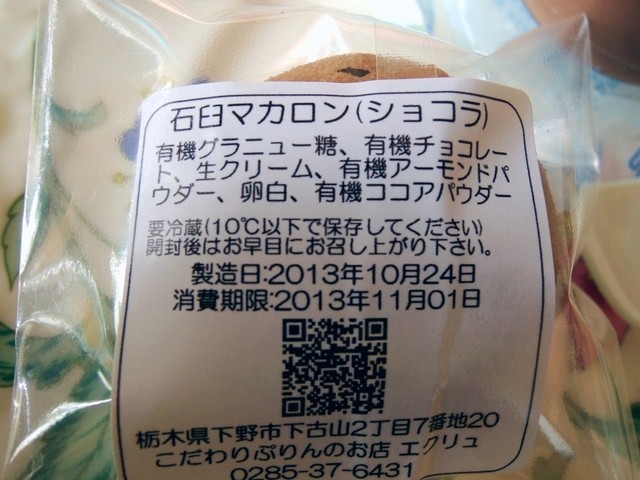 石臼マカロン(ショコラ)
有機グラニュー糖、有機チョコレー
ト、生クリーム、有機アーモンドパ
ウダー、卵白、有機ココアパウダー
要冷蔵(10℃以下で保存してください)
開封後はお早目にお召し上がり下さい。
製造日:2013年10月24日
消費期限:2013年11月01日
栃木県下野市下古山2丁目7番地20
こだわりぷりんのお店 エクリュ
0285-37-6431